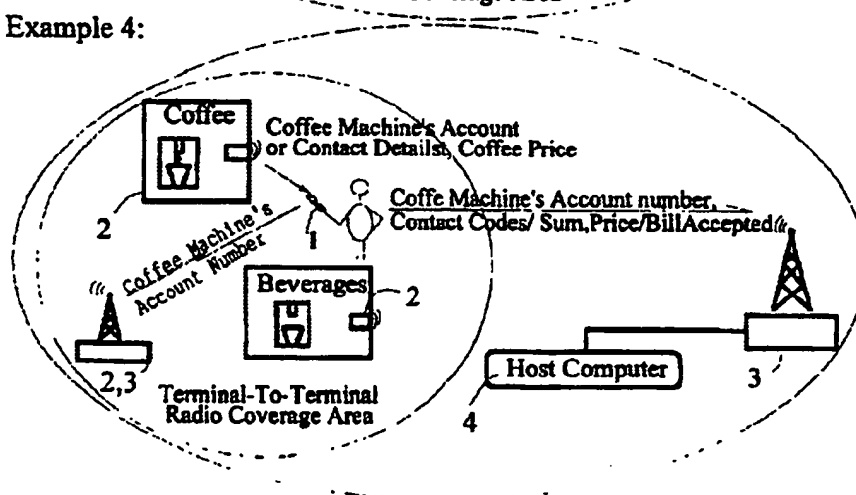 Example 4:
Coffee
Coffee Machine's Account
or Contact Detailst, Coffee Price
2
1
Coffe Machine's Account number,
Contact Codes/ Sum,Price/BillAccepted
Coffee Machine's
Account Number
Beverages
2
2,3
Terminal-To-Terminal
Radio Coverage Area
Host Computer
4
3